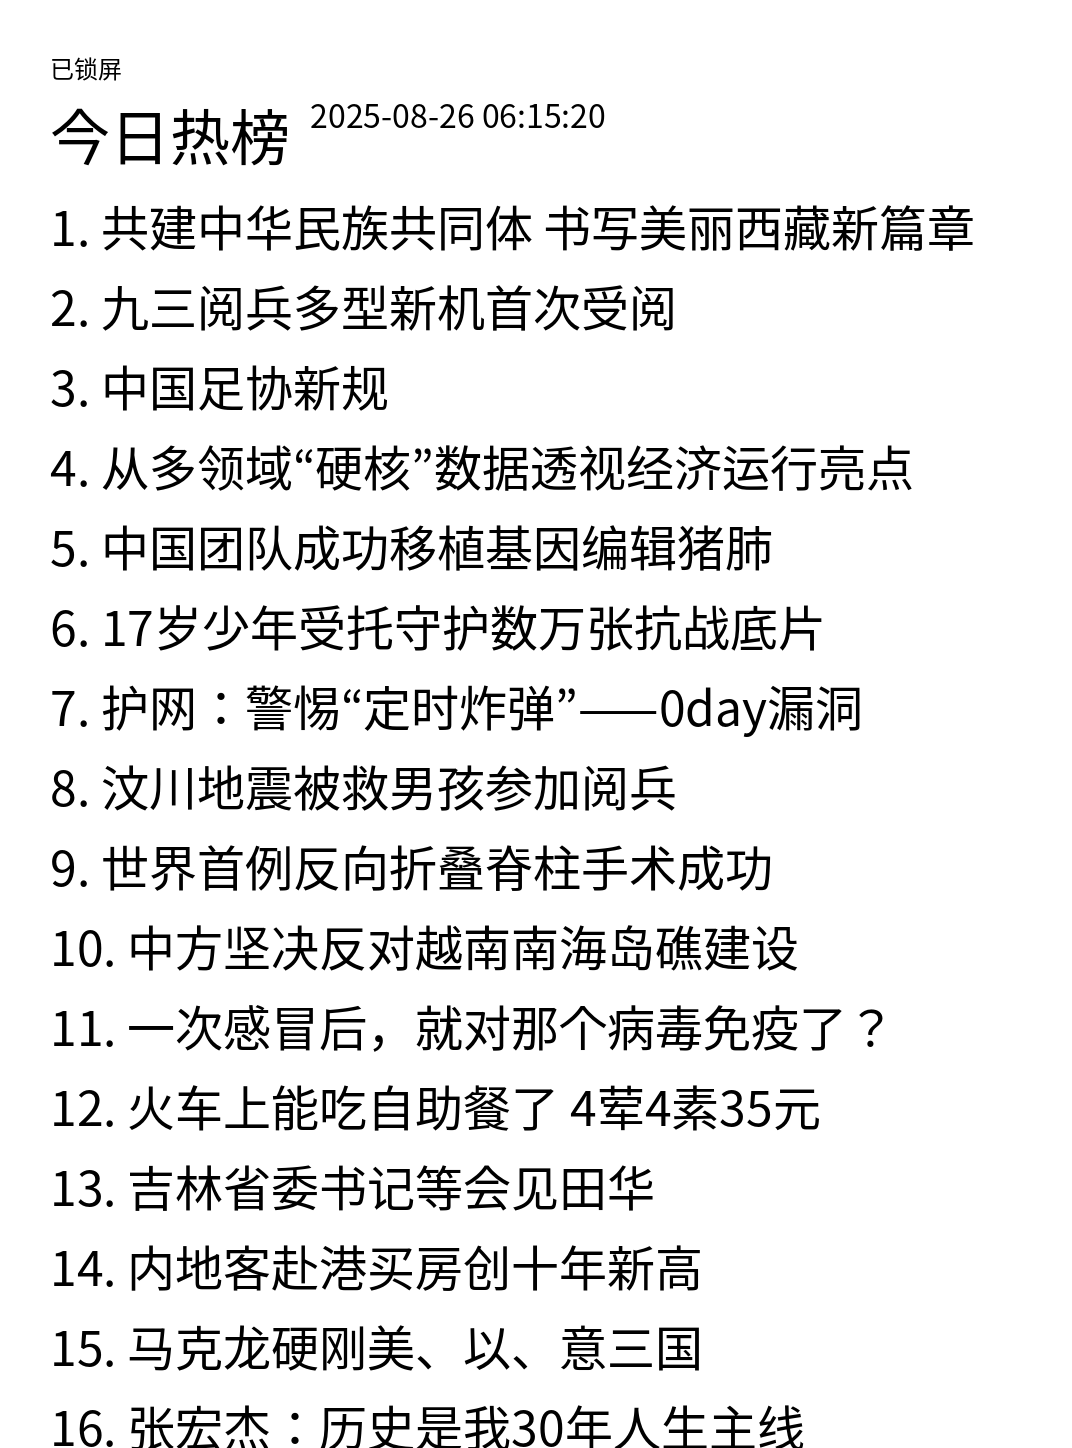 已锁屏
今日热榜 2025-08-26 06:15:20
1. 共建中华民族共同体 书写美丽西藏新篇章
2. 九三阅兵多型新机首次受阅
3. 中国足协新规
4. 从多领域“硬核”数据透视经济运行亮点
5. 中国团队成功移植基因编辑猪肺
6. 17岁少年受托守护数万张抗战底片
7. 护网：警惕“定时炸弹”——0day漏洞
8. 汶川地震被救男孩参加阅兵
9. 世界首例反向折叠脊柱手术成功
10. 中方坚决反对越南南海岛礁建设
11. 一次感冒后，就对那个病毒免疫了？
12. 火车上能吃自助餐了 4荤4素35元
13. 吉林省委书记等会见田华
14. 内地客赴港买房创十年新高
15. 马克龙硬刚美、以、意三国
16. 张宏杰：历史是我30年人生主线